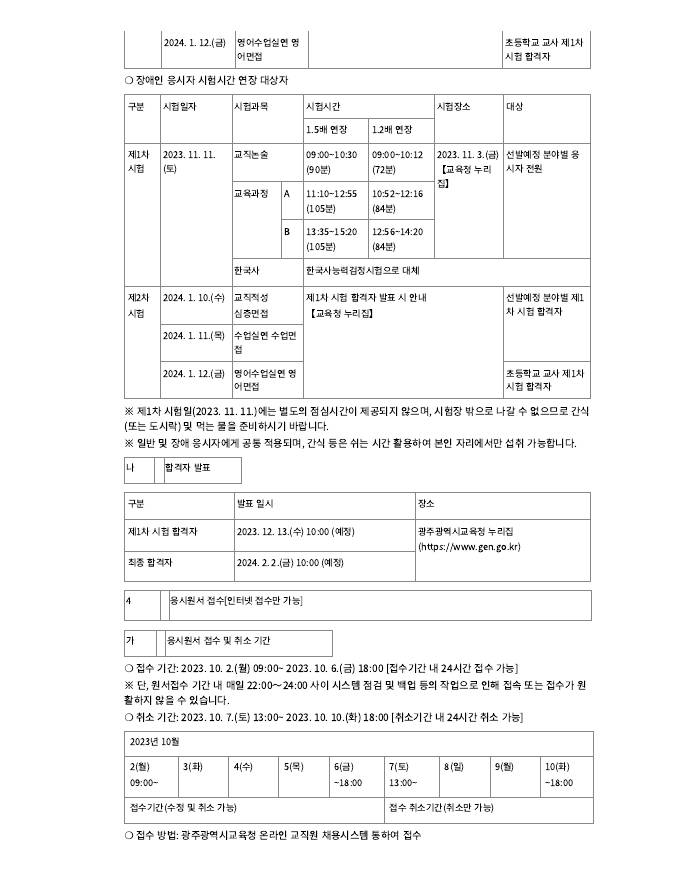 2024. 1. 12.(금) 영어수업실연 영 초등학교 교사 제1차
어면접 시험 합격자
❍ 장애인 응시자 시험시간 연장 대상자
구분 시험일자 시험과목 시험시간 시험장소 대상
1.5배 연장 1.2배 연장
제1차 2023. 11. 11. 교직논술 09:00~10:30 09:00~10:12 2023. 11. 3.(금) 선발예정 분야별 응
시험 (토) (90분) (72분) 【교육청 누리 시자 전원
집】
교육과정 A 11:10~12:55 10:52~12:16
(105분) (84분)
B 13:35~15:20 12:56~14:20
(105분) (84분)
한국사 한국사능력검정시험으로 대체
제2차 2024. 1. 10.(수) 교직적성 제1차 시험 합격자 발표 시 안내 선발예정 분야별 제1
시험 심층면접 【교육청 누리집】 차 시험 합격자
2024. 1. 11.(목) 수업실연 수업면
접
2024. 1. 12.(금) 영어수업실연 영 초등학교 교사 제1차
어면접 시험 합격자
※ 제1차 시험일(2023. 11. 11.)에는 별도의 점심시간이 제공되지 않으며, 시험장 밖으로 나갈 수 없으므로 간식
(또는 도시락) 및 먹는 물을 준비하시기 바랍니다.
※ 일반 및 장애 응시자에게 공통 적용되며, 간식 등은 쉬는 시간 활용하여 본인 자리에서만 섭취 가능합니다.
나 합격자 발표
구분 발표 일시 장소
제1차 시험 합격자 2023. 12. 13.(수) 10:00 (예정) 광주광역시교육청 누리집
(https://www.gen.go.kr)
최종 합격자 2024. 2. 2.(금) 10:00 (예정)
4 응시원서 접수[인터넷 접수만 가능]
가 응시원서 접수 및 취소 기간
❍ 접수 기간: 2023. 10. 2.(월) 09:00~ 2023. 10. 6.(금) 18:00 [접수기간 내 24시간 접수 가능]
※ 단, 원서접수 기간 내 매일 22:00～24:00 사이 시스템 점검 및 백업 등의 작업으로 인해 접속 또는 접수가 원
활하지 않을 수 있습니다.
❍ 취소 기간: 2023. 10. 7.(토) 13:00~ 2023. 10. 10.(화) 18:00 [취소기간 내 24시간 취소 가능]
2023년 10월
2(월) 3(화) 4(수) 5(목) 6(금) 7(토) 8(일) 9(월) 10(화)
09:00~ ~18:00 13:00~ ~18:00
접수기간(수정 및 취소 가능) 접수 취소기간(취소만 가능)
❍ 접수 방법: 광주광역시교육청 온라인 교직원 채용시스템 통하여 접수